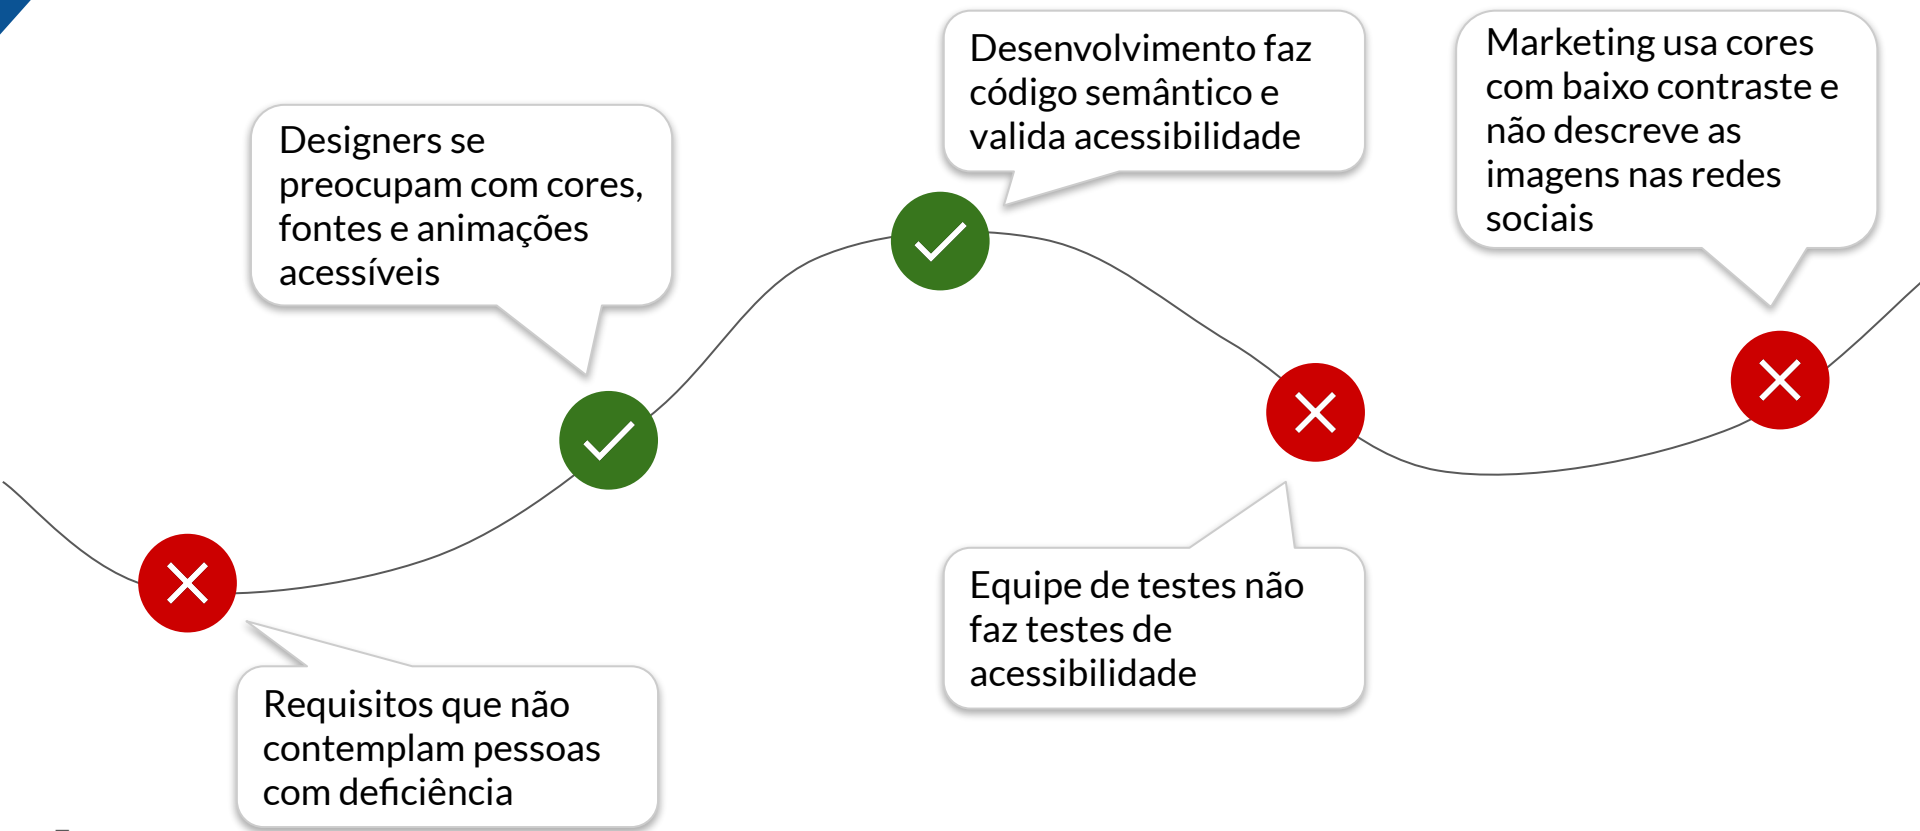 Designers se
preocupam com cores,
fontes e animações
acessíveis
Desenvolvimento faz
código semântico e
valida acessibilidade
Marketing usa cores
com baixo contraste e
não descreve as
imagens nas redes
sociais
Requisitos que não
contemplam pessoas
com deficiência
Equipe de testes não
faz testes de
acessibilidade